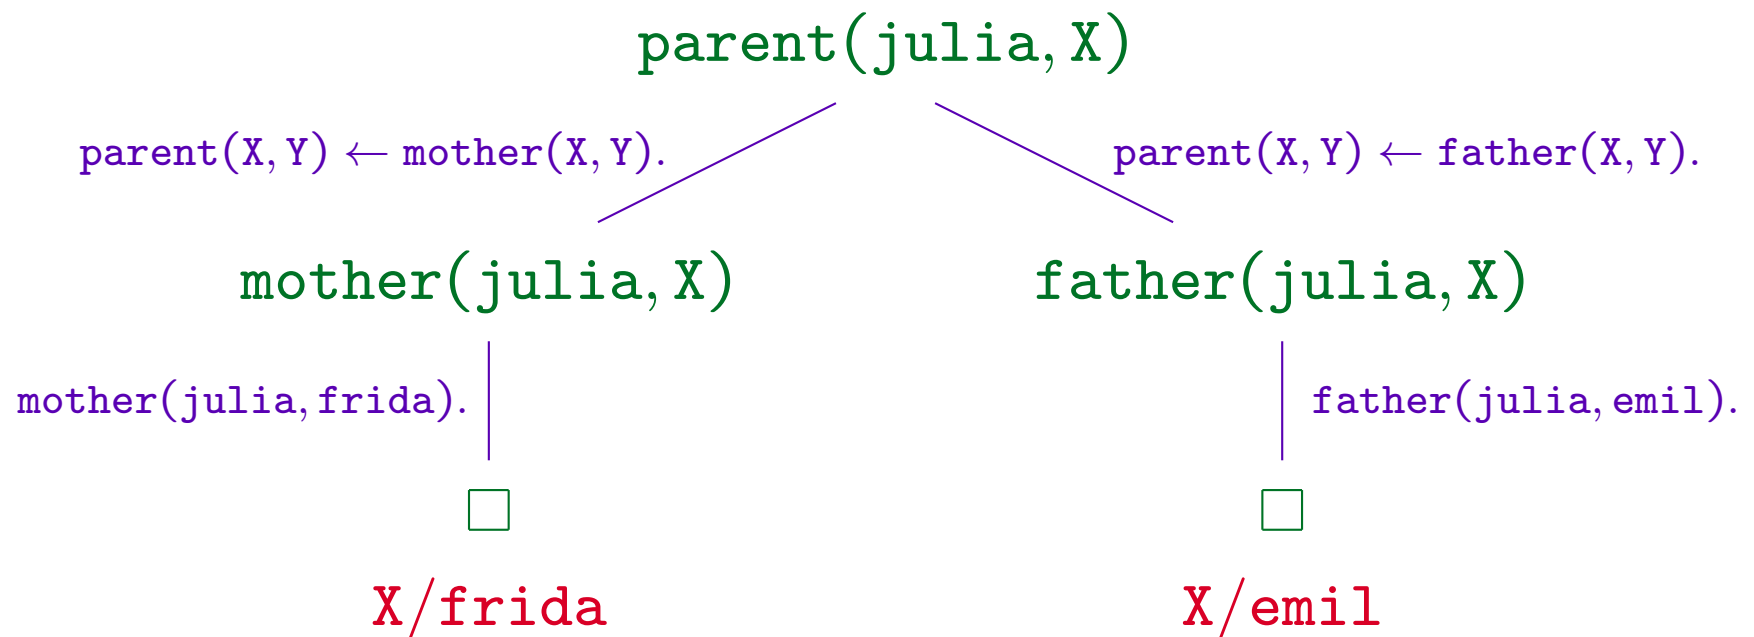 parent(julia, X)
parent(X, Y) ← mother(X, Y).
parent(X, Y) ← father(X, Y).
mother(julia, X)
father(julia, X)
mother(julia, frida).
father(julia, emil).
□
□
X/frida
X/emil